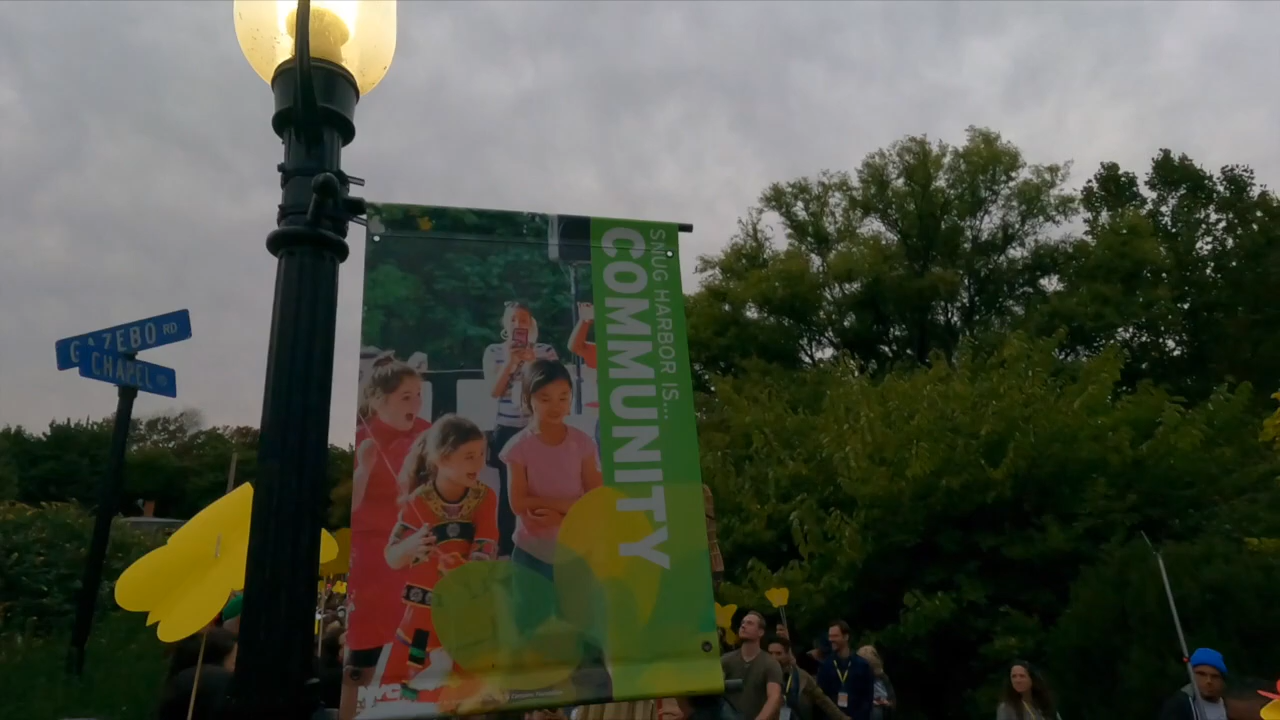 GAZEBO RD
CHAPEL RD
SNUG HARBOR IS...
COMMUNITY
NYC